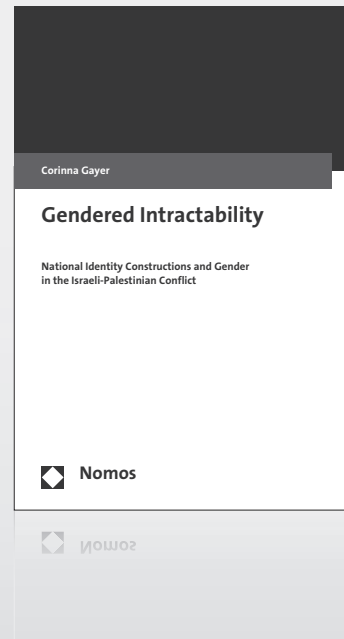 Corinna Gayer
Gendered Intractability
National Identity Constructions and Gender
in the Israeli-Palestinian Conflict
Nomos
Nomos